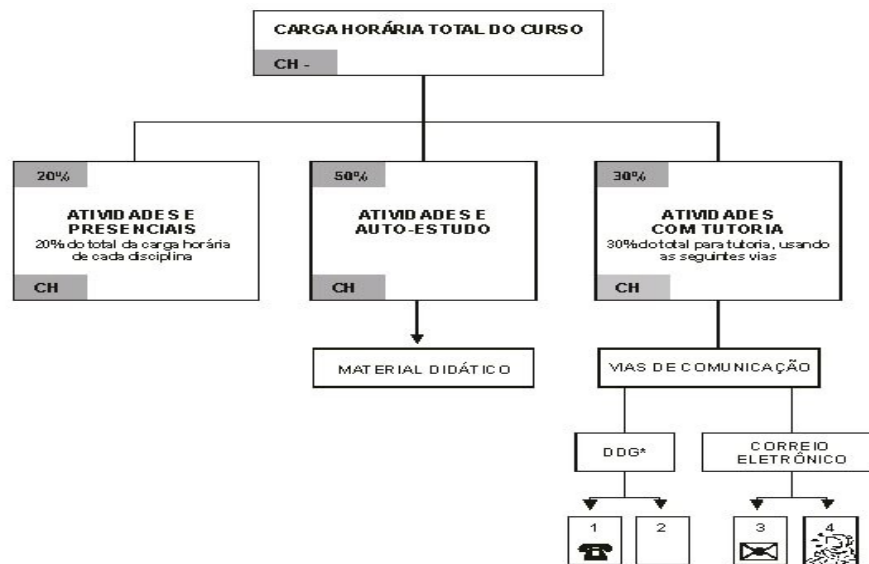 CARGA HORÁRIA TOTAL DO CURSO
CH -
20%
ATIVIDADES E
PRESENCIAIS
20% do total da carga horária
de cada disciplina
CH
50%
ATIVIDADES E
AUTO-ESTUDO
CH
30%
ATIVIDADES
COM TUTORIA
30% do total para tutoria, usando
as seguintes vias
CH
MATERIAL DIDÁTICO
VIAS DE COMUNICAÇÃO
DDG*
CORREIO
ELETRÔNICO
1
2
3
4